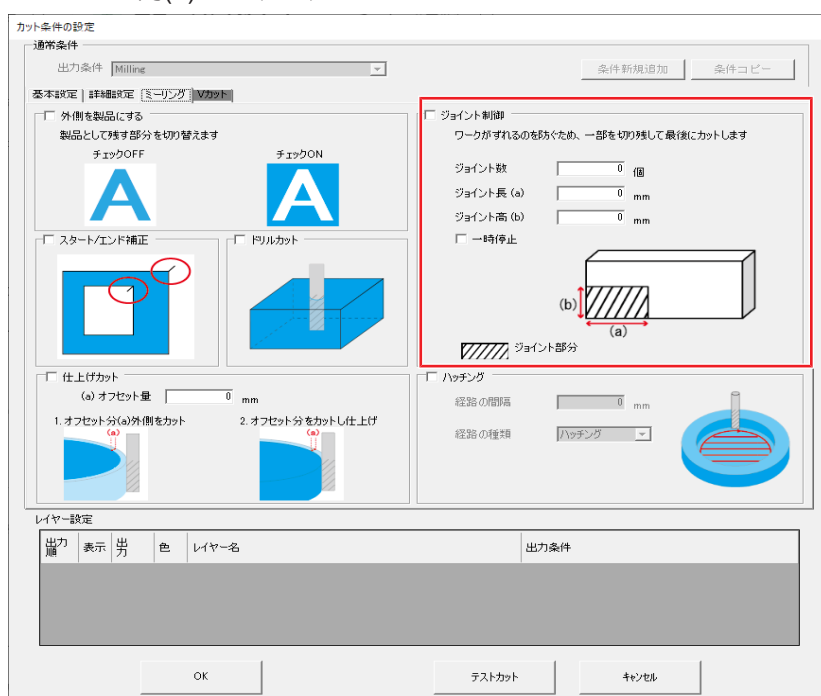 カット条件の設定
通常条件
出力条件 Milling 条件新規追加 条件コピー
基本設定 詳細設定 ミーリング Vカット
外側を製品にする
製品として残す部分を切り替えます
チェックOFF チェックON
A A
スタート/エンド補正 ドリルカット
ジョイント制御
ワークがずれるのを防ぐため、一部を切り残して最後にカットします
ジョイント数 0 個
ジョイント長 (a) 0 mm
ジョイント高 (b) 0 mm
一時停止
(b)
(a)
ジョイント部分
仕上げカット
(a) オフセット量 0 mm
1. オフセット分(a)外側をカット 2. オフセット分をカットし仕上げ
(a) (a)
ハッチング
経路の間隔 0 mm
経路の種類 ハッチング
レイヤー設定
出力順 表示 出力 色 レイヤー名 出力条件
OK テストカット キャンセル